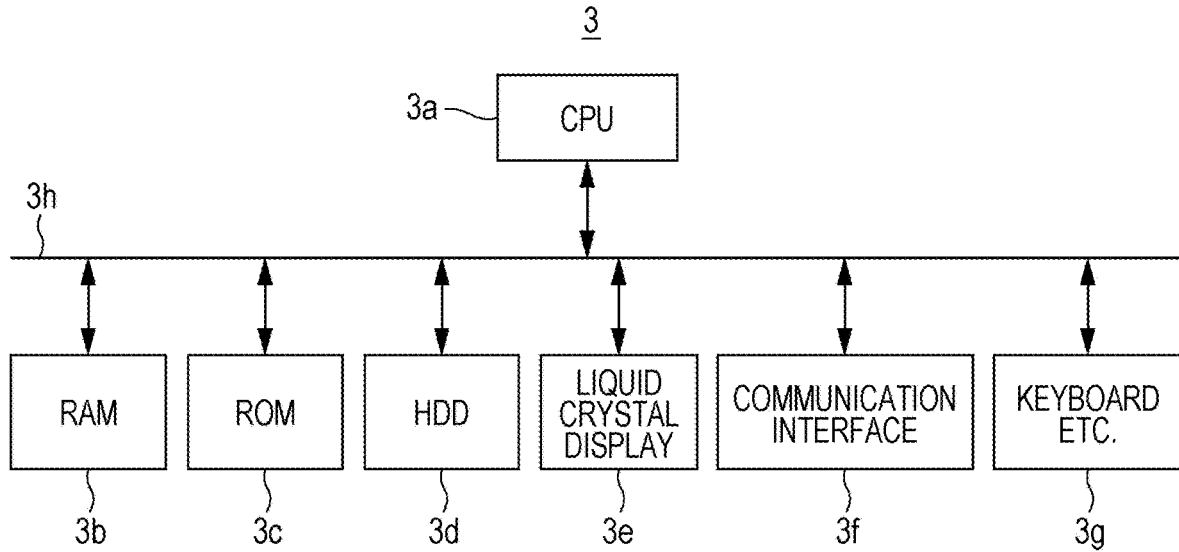 3
3a
CPU
3h
RAM
ROM
HDD
LIQUID
CRYSTAL
DISPLAY
COMMUNICATION
INTERFACE
KEYBOARD
ETC.
3b
3c
3d
3e
3f
3g